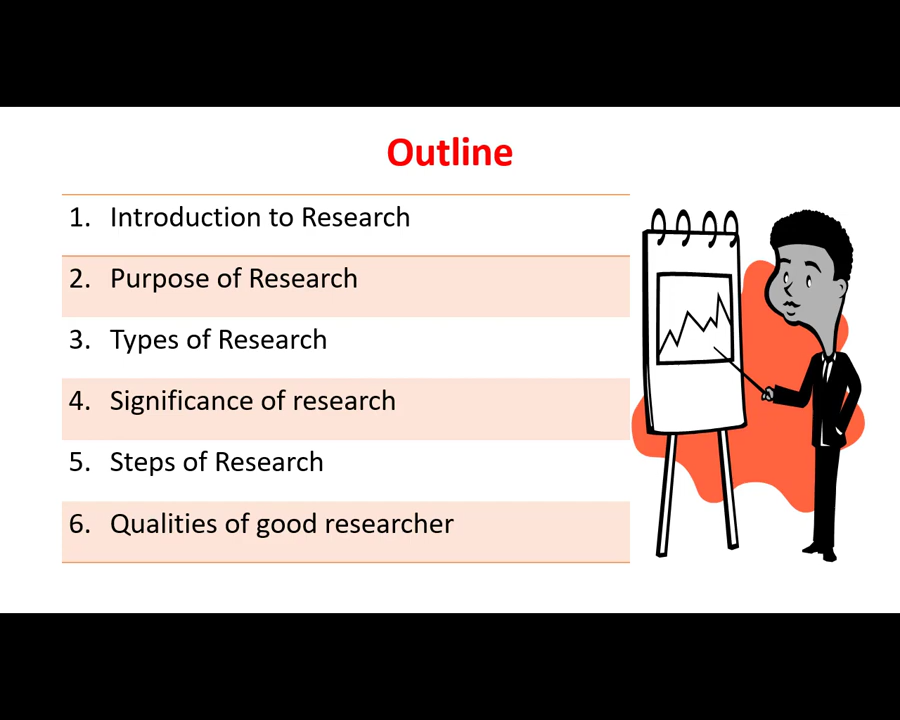 Outline
1. Introduction to Research
2. Purpose of Research
3. Types of Research
4. Significance of research
5. Steps of Research
6. Qualities of good researcher